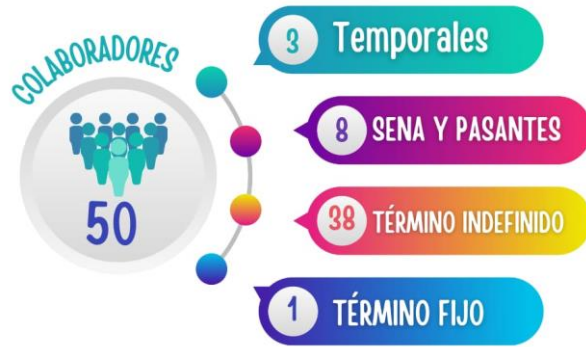 COLABORADORES
50
3 Temporales
8 SENA Y PASANTES
38 TÉRMINO INDEFINIDO
1 TÉRMINO FIJO